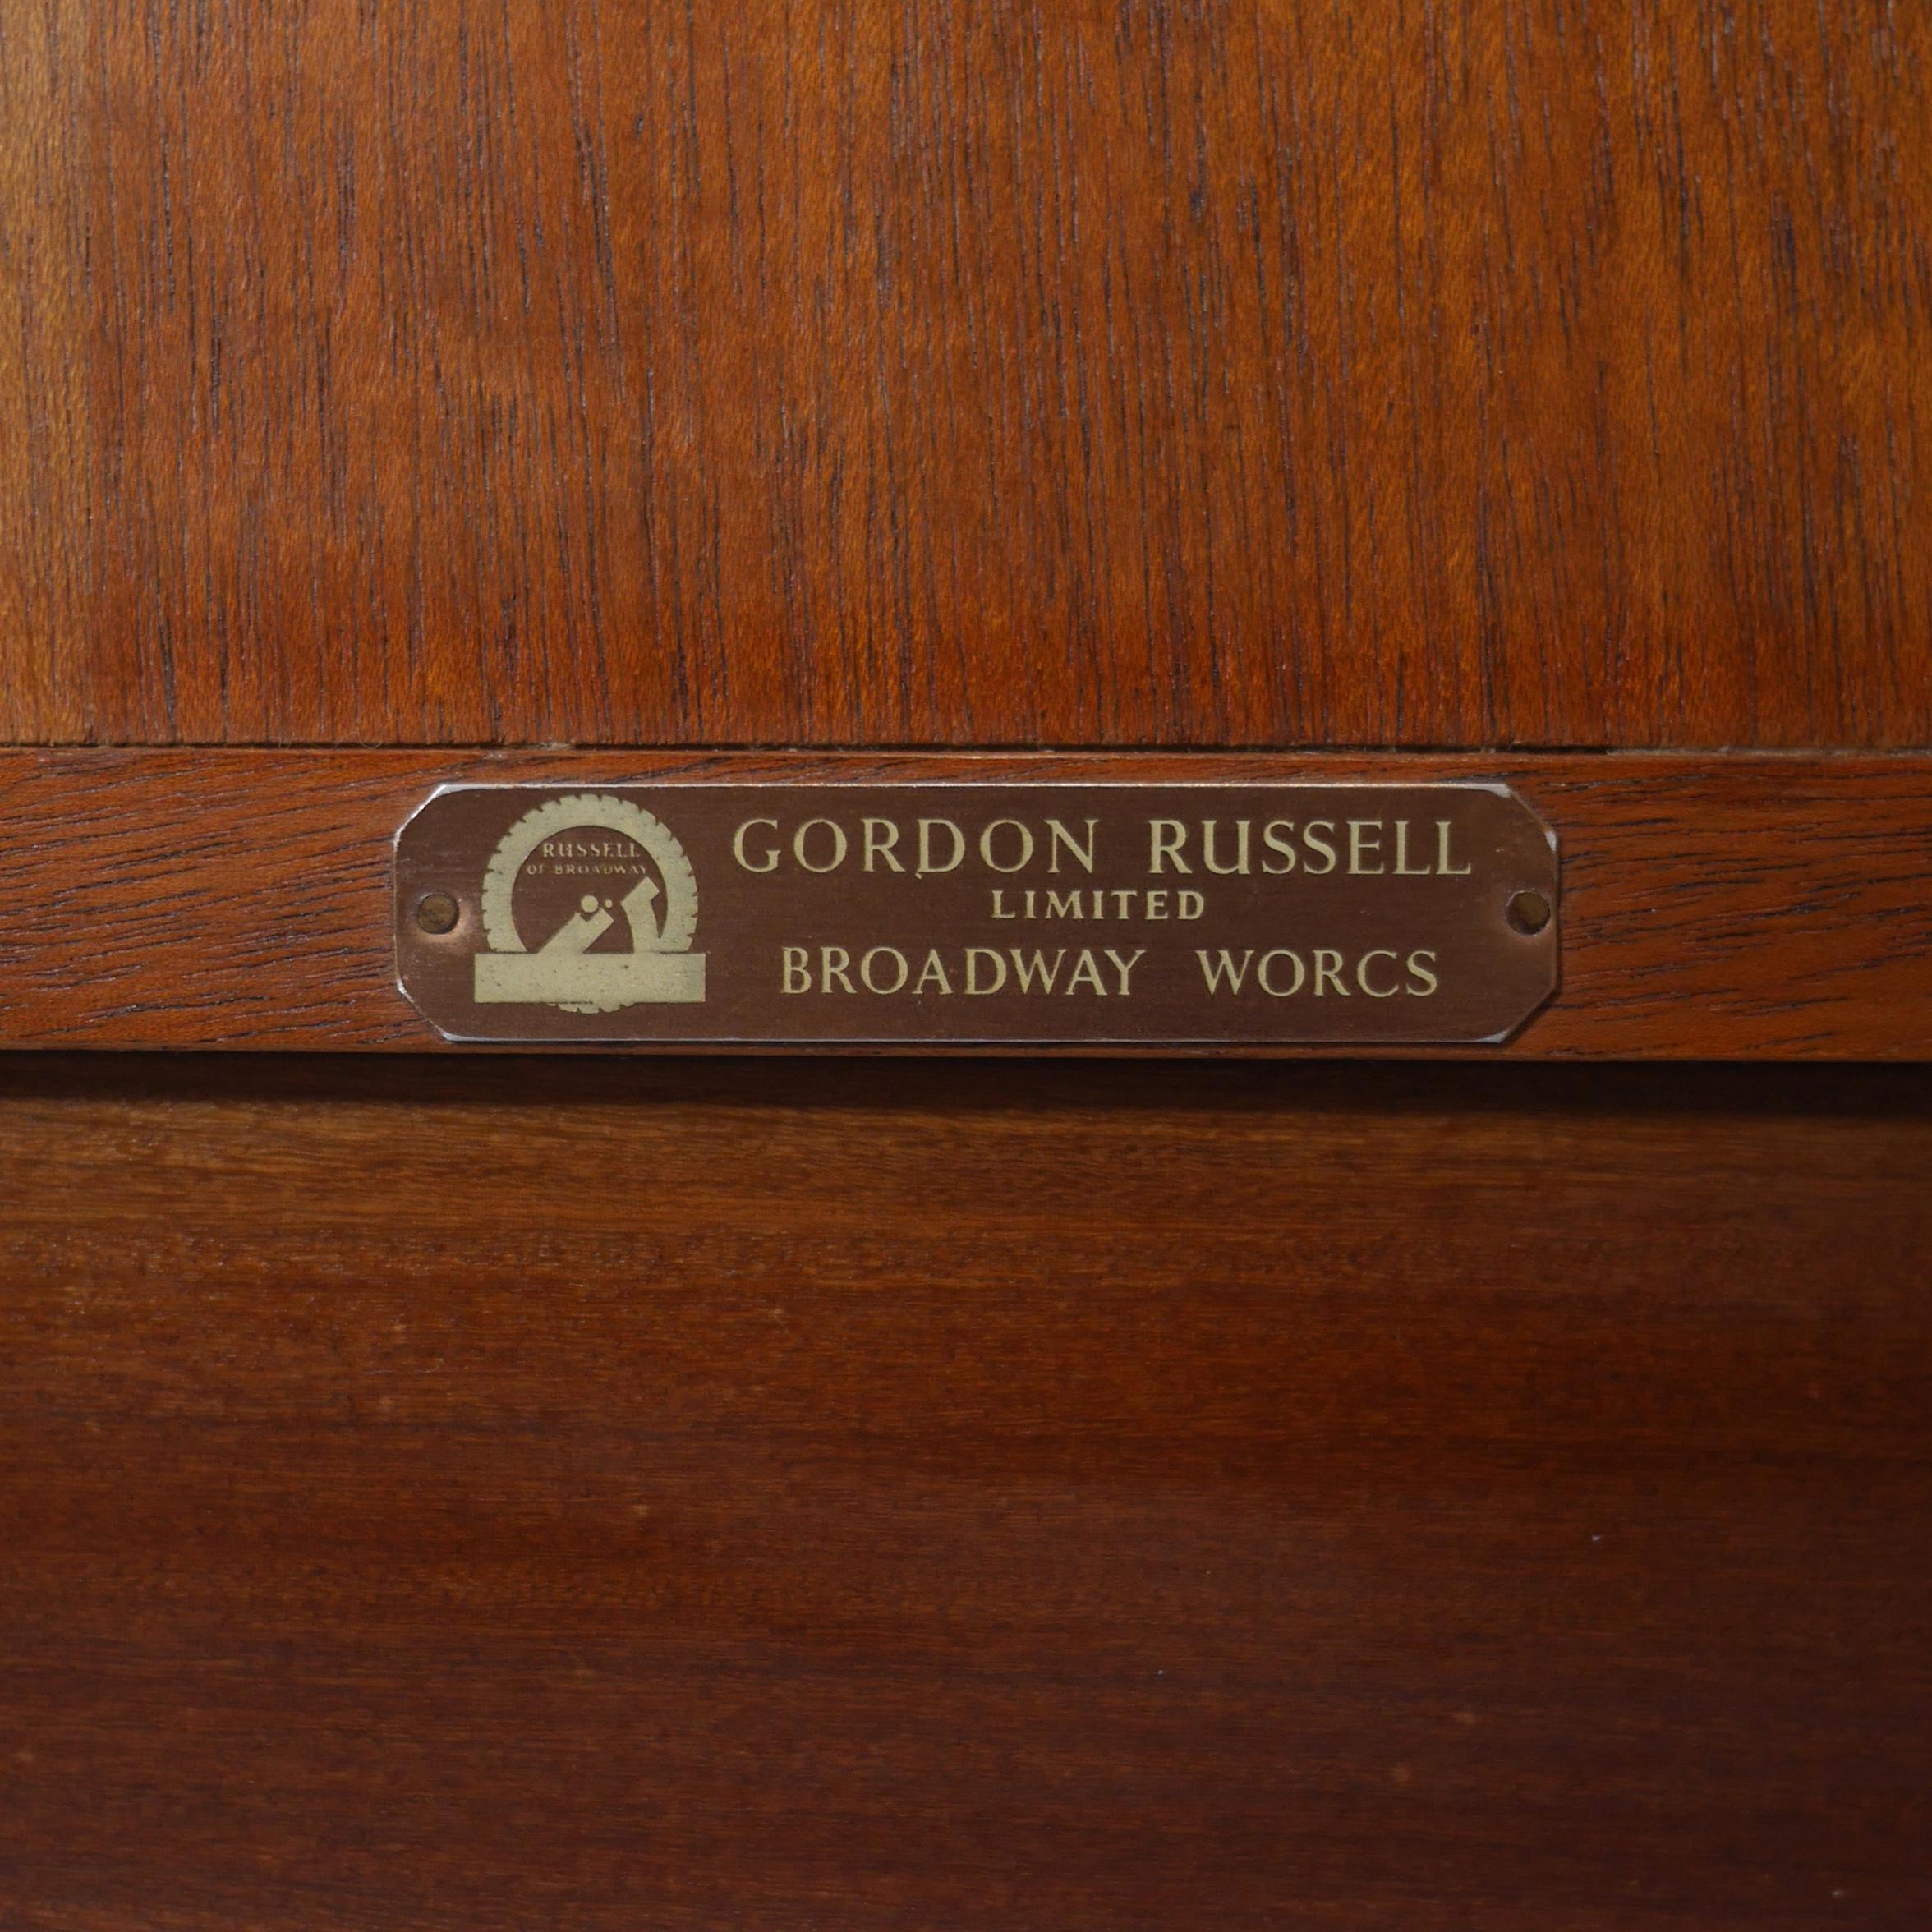 RUSSELL
OF BROADWAY
GORDON RUSSELL
LIMITED
BROADWAY WORCS